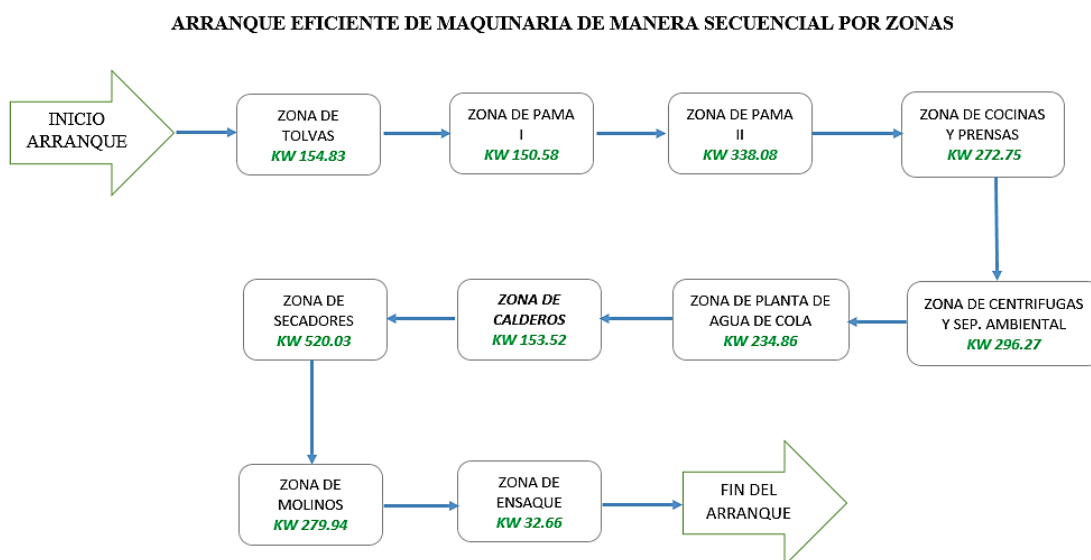 ARRANQUE EFICIENTE DE MAQUINARIA DE MANERA SECUENCIAL POR ZONAS
INICIO
ARRANQUE
ZONA DE
TOLVAS
KW 154.83
ZONA DE PAMA
I
KW 150.58
ZONA DE PAMA
II
KW 338.08
ZONA DE COCINAS
Y PRENSAS
KW 272.75
ZONA DE CENTRIFUGAS
Y SEP. AMBIENTAL
KW 296.27
ZONA DE PLANTA DE
AGUA DE COLA
KW 234.86
ZONA DE
CALDEROS
KW 153.52
ZONA DE
SECADORES
KW 520.03
ZONA DE
MOLINOS
KW 279.94
ZONA DE
ENSAQUE
KW 32.66
FIN DEL
ARRANQUE